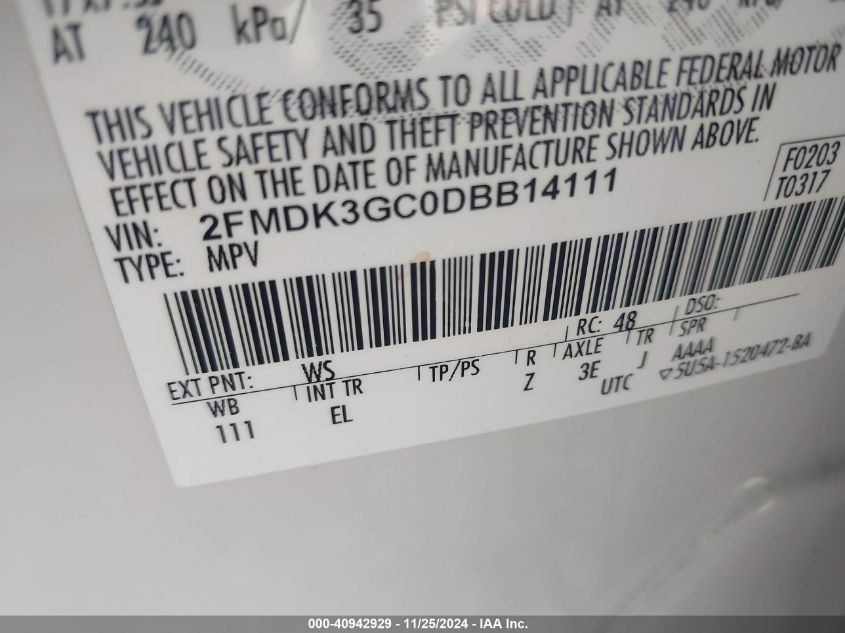 AT 240 kPa/ 35 PSI COLD AT 240 kPa/
THIS VEHICLE CONFORMS TO ALL APPLICABLE FEDERAL MOTOR
VEHICLE SAFETY AND THEFT PREVENTION STANDARDS IN
EFFECT ON THE DATE OF MANUFACTURE SHOWN ABOVE.
VIN: 2FMDK3GC0DBB14111
F0203
TYPE: MPV
T0317
EXT PNT: WS RC: 48 DSO:
WB INT TR TP/PS R AXLE TR SPR
111 EL Z 3E J AAAA
UTC ▽5U5A-1520472-BA
000-40942929 - 11/25/2024 - IAA Inc.